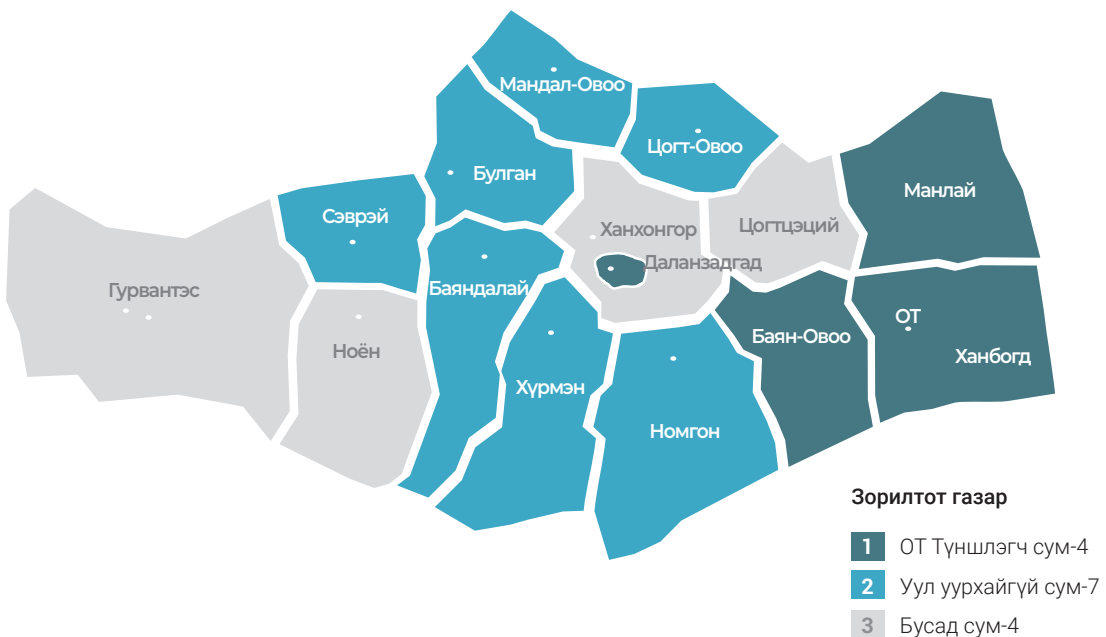 Мандал-Овоо
Цогт-Овоо
Булган
Манлай
Сэврэй
Ханхонгор
Цогтцэций
Даланзадгад
Гурвантэс
Баяндалай
ОТ
Баян-Овоо
Ноён
Ханбогд
Хүрмэн
Номгон
Зорилтот газар
1 ОТ Түншлэгч сум-4
2 Уул уурхайгүй сум-7
3 Бусад сум-4